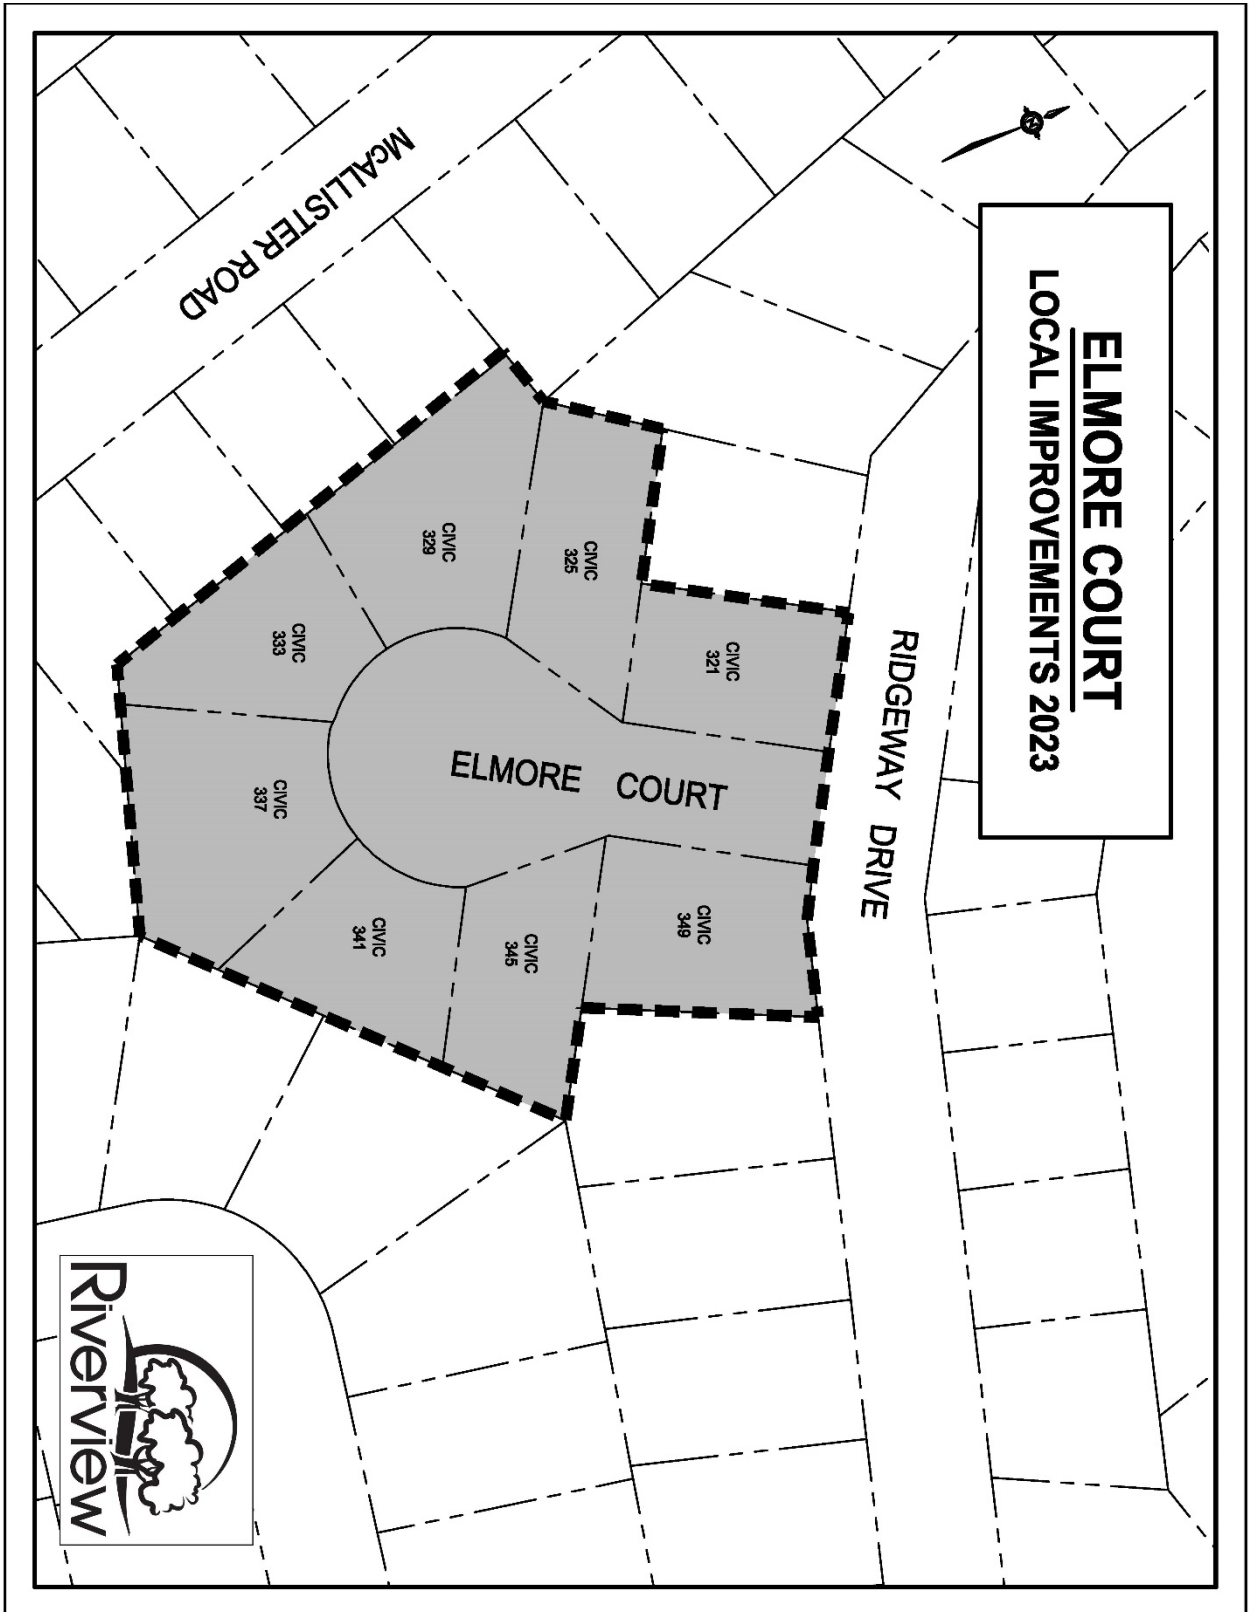 ELMORE COURT
LOCAL IMPROVEMENTS 2023
McALLISTER ROAD
RIDGEWAY DRIVE
ELMORE COURT
CIVIC
321
CIVIC
325
CIVIC
329
CIVIC
333
CIVIC
337
CIVIC
341
CIVIC
345
CIVIC
349
N
Riverview